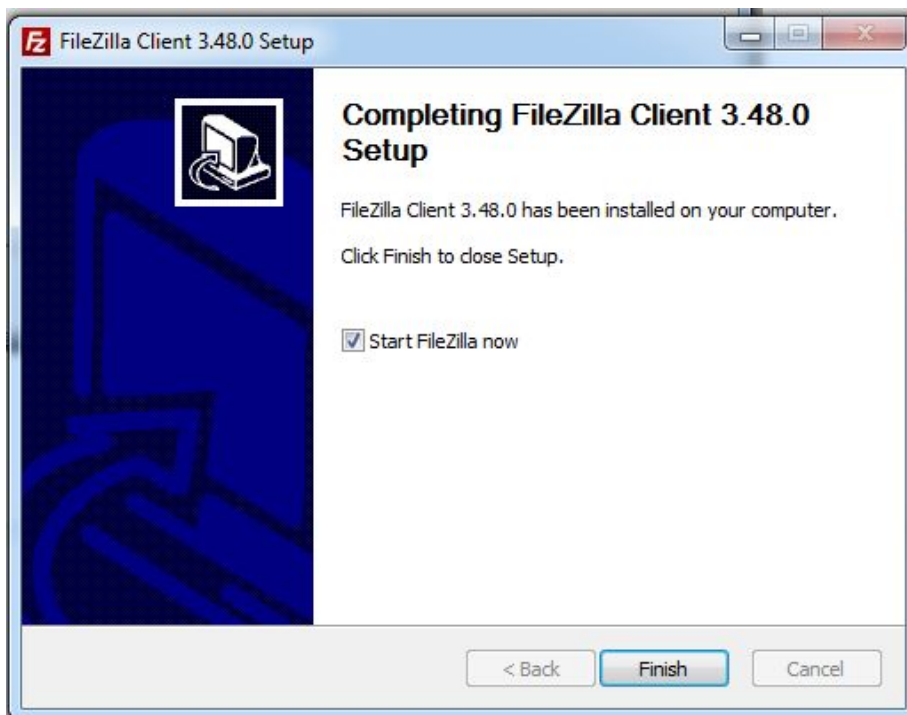 FileZilla Client 3.48.0 Setup
Completing FileZilla Client 3.48.0
Setup
FileZilla Client 3.48.0 has been installed on your computer.
Click Finish to close Setup.
Start FileZilla now
< Back
Finish
Cancel